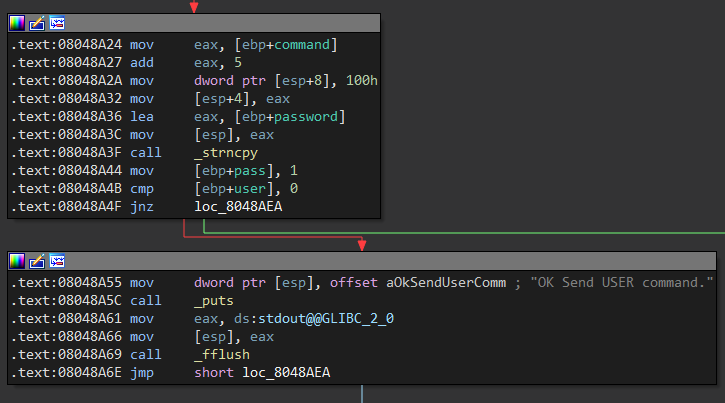 .text:08048A24 mov eax, [ebp+command]
.text:08048A27 add eax, 5
.text:08048A2A mov dword ptr [esp+8], 100h
.text:08048A32 mov [esp+4], eax
.text:08048A36 lea eax, [ebp+password]
.text:08048A3C mov [esp], eax
.text:08048A3F call _strncpy
.text:08048A44 mov [ebp+pass], 1
.text:08048A4B cmp [ebp+user], 0
.text:08048A4F jnz loc_8048AEA
.text:08048A55 mov dword ptr [esp], offset aOkSendUserComm ; "OK Send USER command."
.text:08048A5C call _puts
.text:08048A61 mov eax, ds:stdout@@GLIBC_2_0
.text:08048A66 mov [esp], eax
.text:08048A69 call _fflush
.text:08048A6E jmp short loc_8048AEA